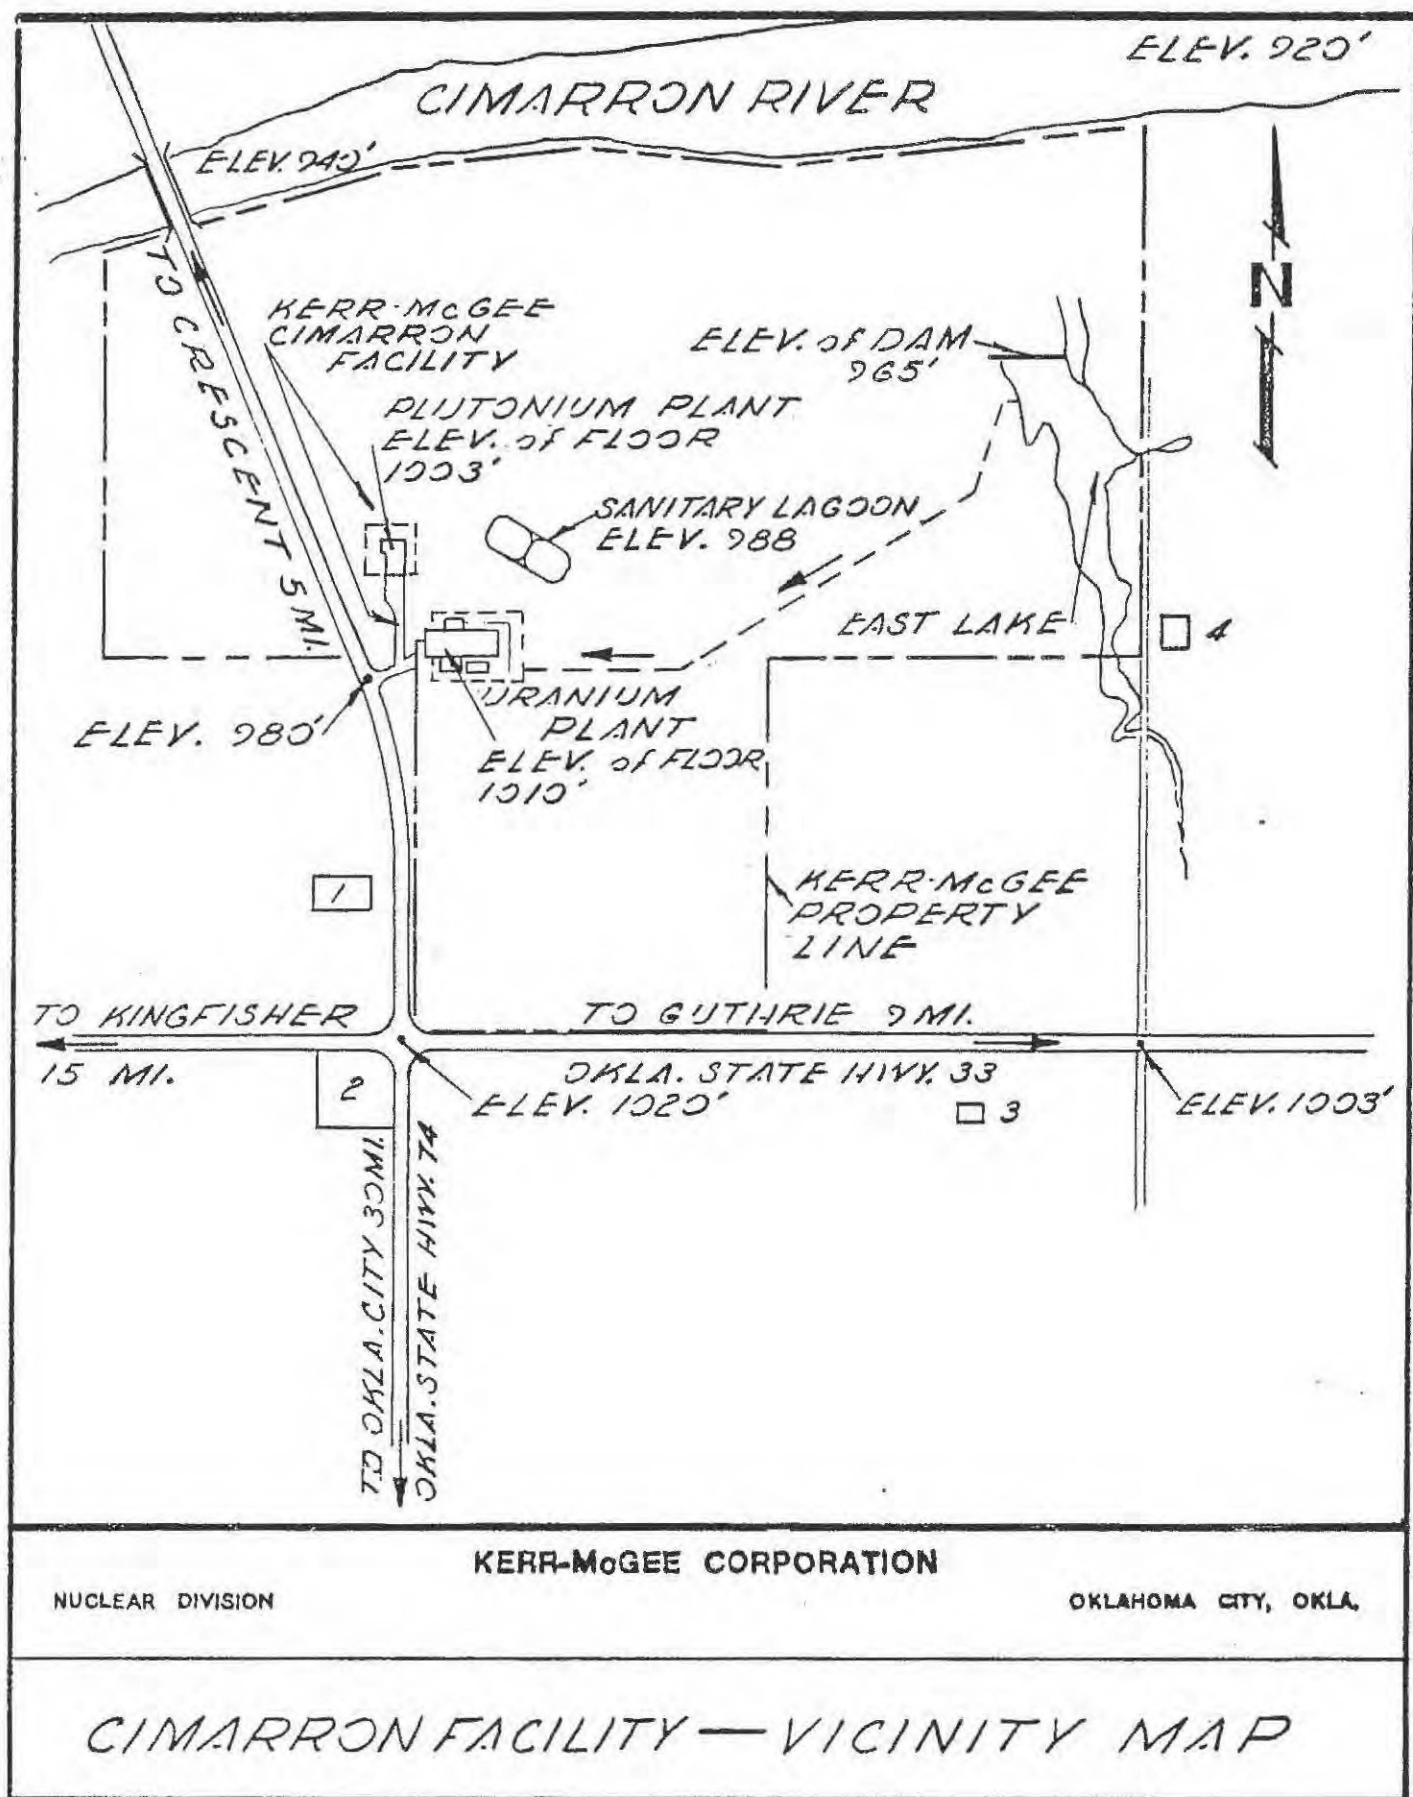 ELEV. 920'
CIMARRON RIVER
ELEV. 940'
TO CRESCENT 5 MI.
N
KERR-McGEE
CIMARRON
FACILITY
ELEV. of DAM
965'
PLUTONIUM PLANT
ELEV. of FLOOR
1003'
SANITARY LAGOON
ELEV. 988
EAST LAKE
4
URANIUM
PLANT
ELEV. of FLOOR
1010'
ELEV. 980'
1
KERR-McGEE
PROPERTY
LINE
TO KINGFISHER
15 MI.
TO GUTHRIE 9 MI.
OKLA. STATE HWY. 33
2
ELEV. 1020'
3
ELEV. 1003'
TO OKLA. CITY 30 MI.
OKLA. STATE HWY. 74
KERR-McGEE CORPORATION
NUCLEAR DIVISION
OKLAHOMA CITY, OKLA.
CIMARRON FACILITY — VICINITY MAP